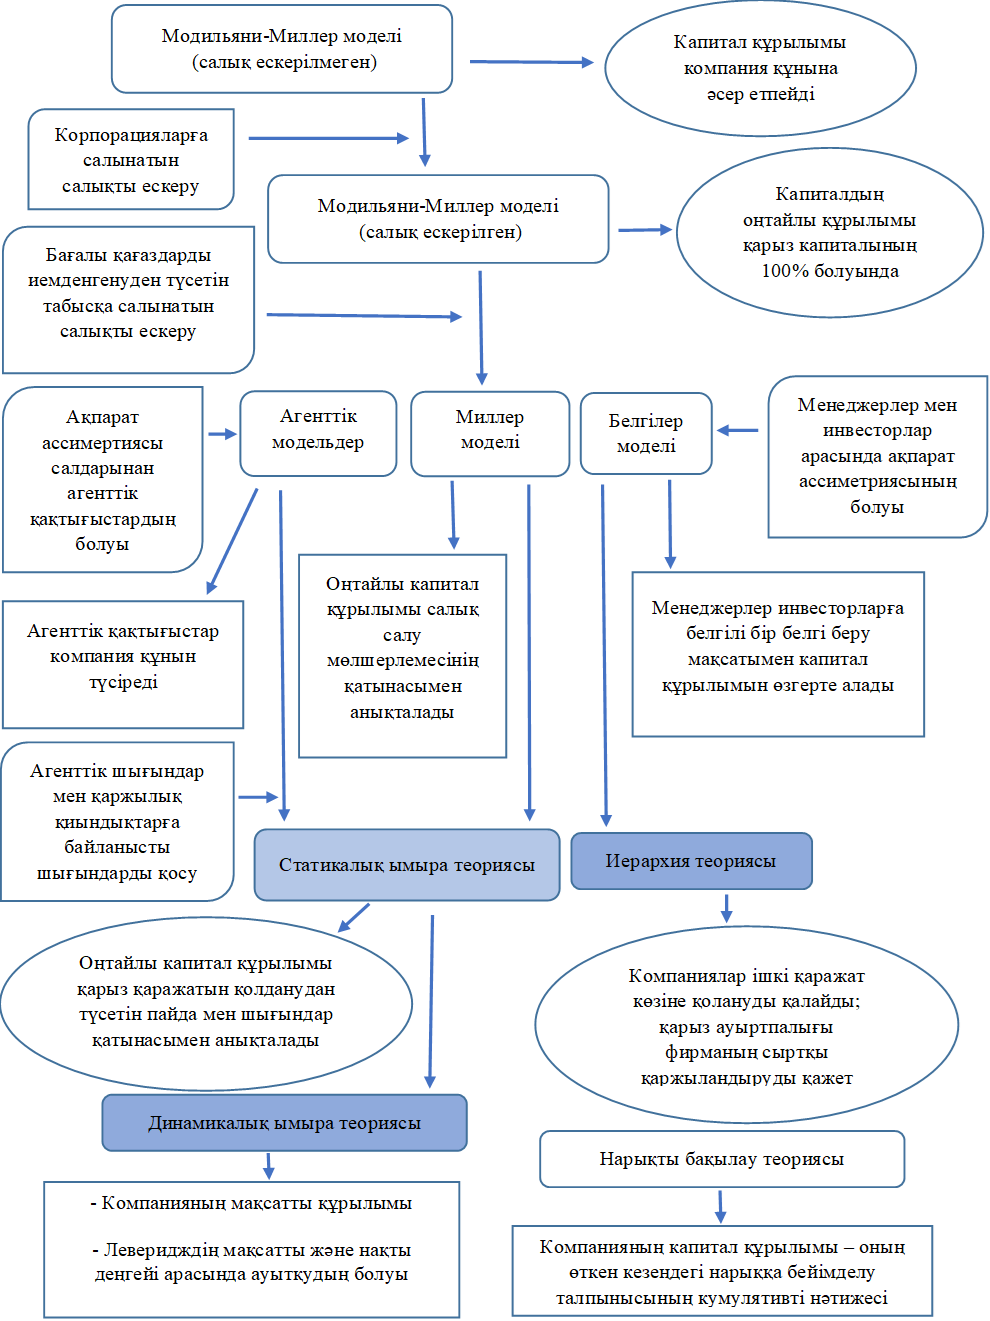 Модильяни-Миллер моделі
(салық ескерілмеген)
Капитал құрылымы
компания құнына
әсер етпейді
Корпорацияларға
салынатын
салықты ескеру
Модильяни-Миллер моделі
(салық ескерілген)
Капиталдың
оңтайлы құрылымы
қарыз капиталының
100% болуында
Бағалы қағаздарды
иемденгенуден түсетін
табысқа салынатын
салықты ескеру
Ақпарат
ассимертиясы
салдарынан
агенттік
қақтығыстардың
болуы
Агенттік
модельдер
Миллер
моделі
Белгілер
моделі
Менеджерлер мен
инвесторлар
арасында ақпарат
ассиметриясының
болуы
Агенттік қақтығыстар
компания құнын
түсіреді
Оңтайлы капитал
құрылымы салық
салу
мөлшерлемесінің
қатынасымен
анықталады
Менеджерлер инвесторларға
белгілі бір белгі беру
мақсатымен капитал
құрылымын өзгерте алады
Агенттік шығындар
мен қаржылық
қиындықтарға
байланысты
шығындарды қосу
Статикалық ымыра теориясы
Иерархия теориясы
Оңтайлы капитал құрылымы
қарыз қаражатын қолданудан
түсетін пайда мен шығындар
қатынасымен анықталады
Компаниялар ішкі қаражат
көзіне қолануды қалайды;
қарыз ауыртпалығы
фирманың сыртқы
қаржыландыруды қажет
Динамикалық ымыра теориясы
Нарықты бақылау теориясы
- Компанияның мақсатты құрылымы
- Левериджdің мақсатты және нақты
деңгейі арасында ауытқудың болуы
Компанияның капитал құрылымы – оның
өткен кезеңдегі нарыққа бейімделу
талпынысының кумулятивті нәтижесі